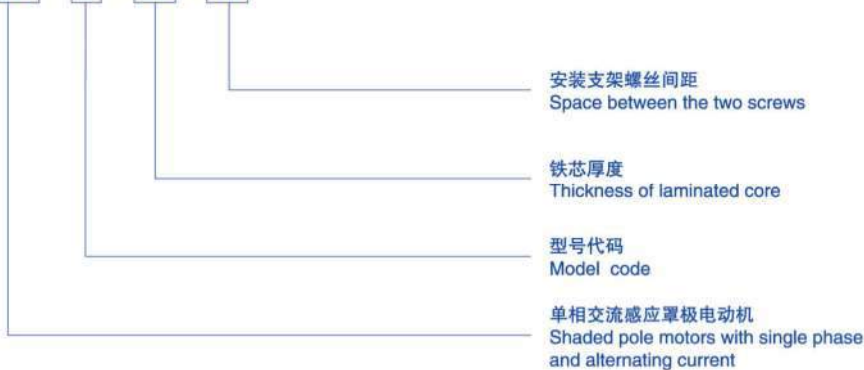 安装支架螺丝间距
Space between the two screws
铁芯厚度
Thickness of laminated core
型号代码
Model code
单相交流感应罩极电动机
Shaded pole motors with single phase
and alternating current